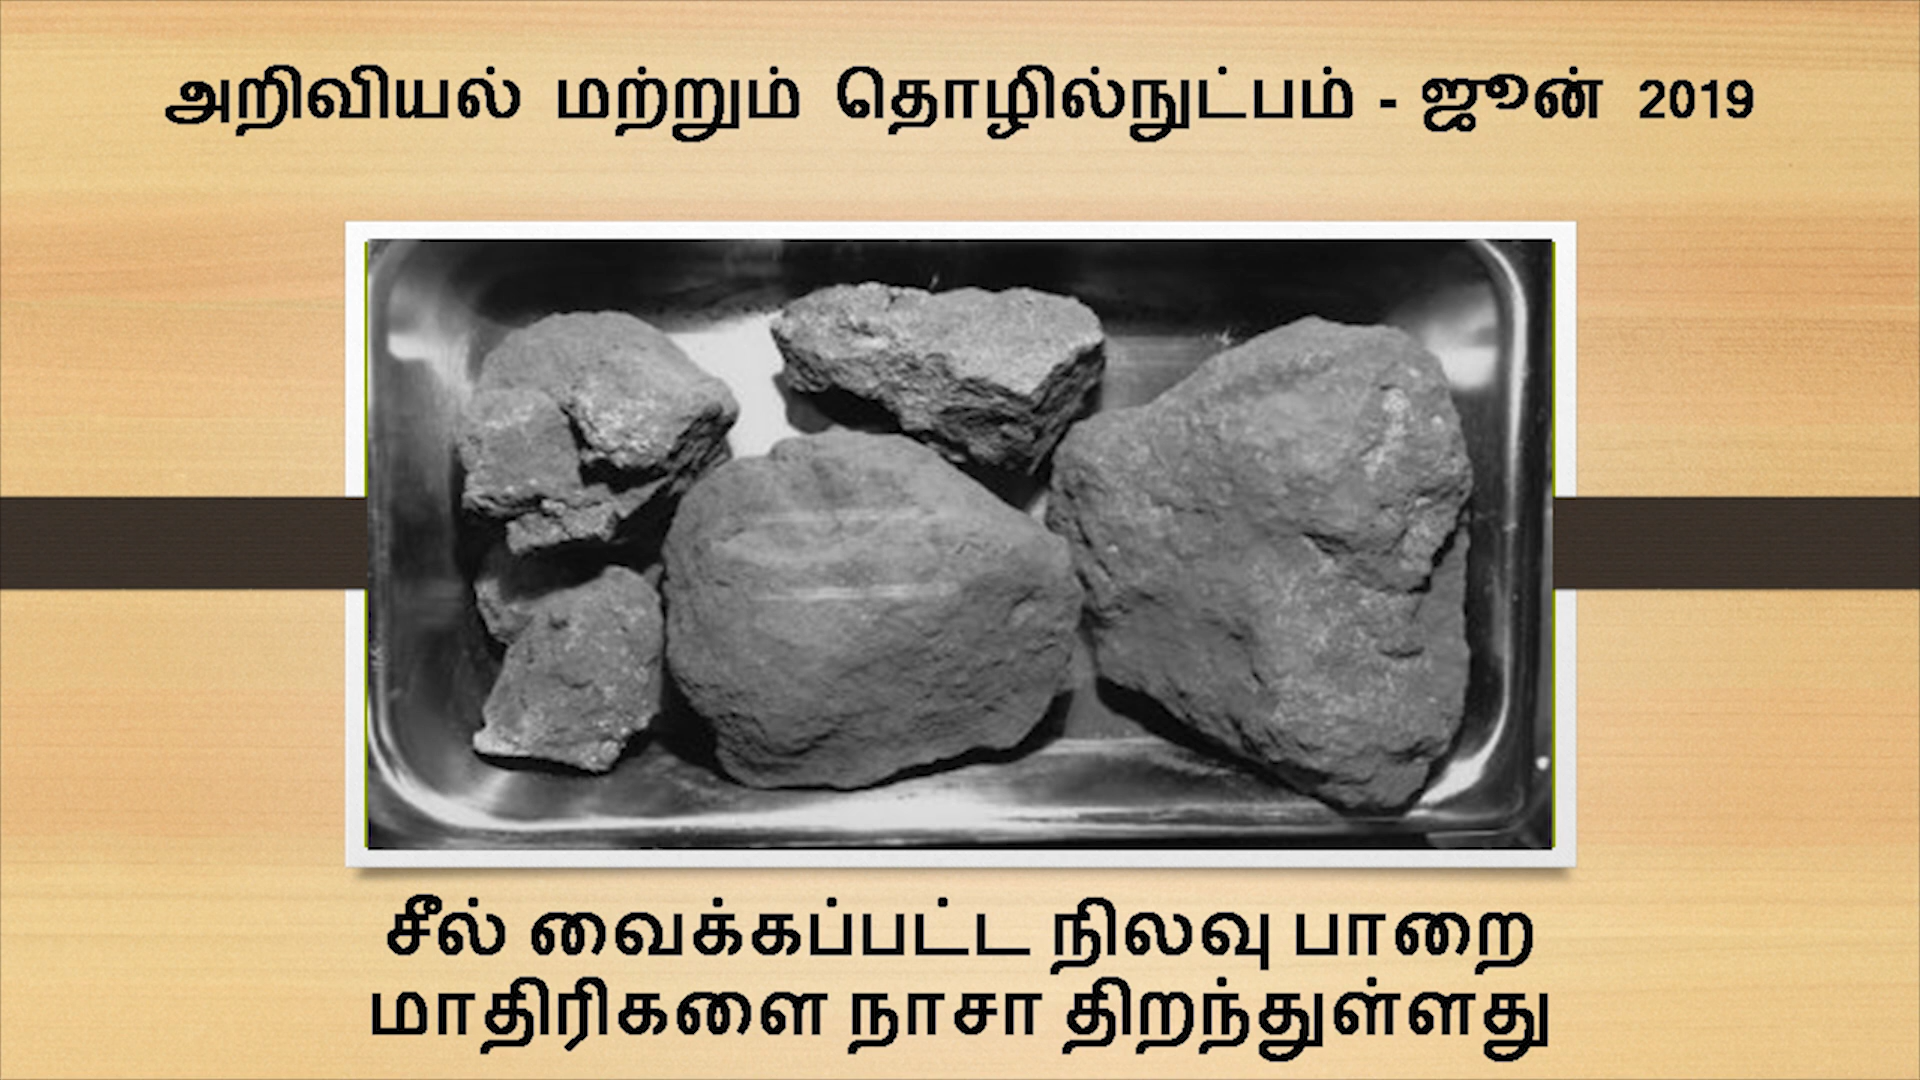 அறிவியல் மற்றும் தொழில்நுட்பம் - ஜூன் 2019
சீல் வைக்கப்பட்ட நிலவு பாறை
மாதிரிகளை நாசா திறந்துள்ளது